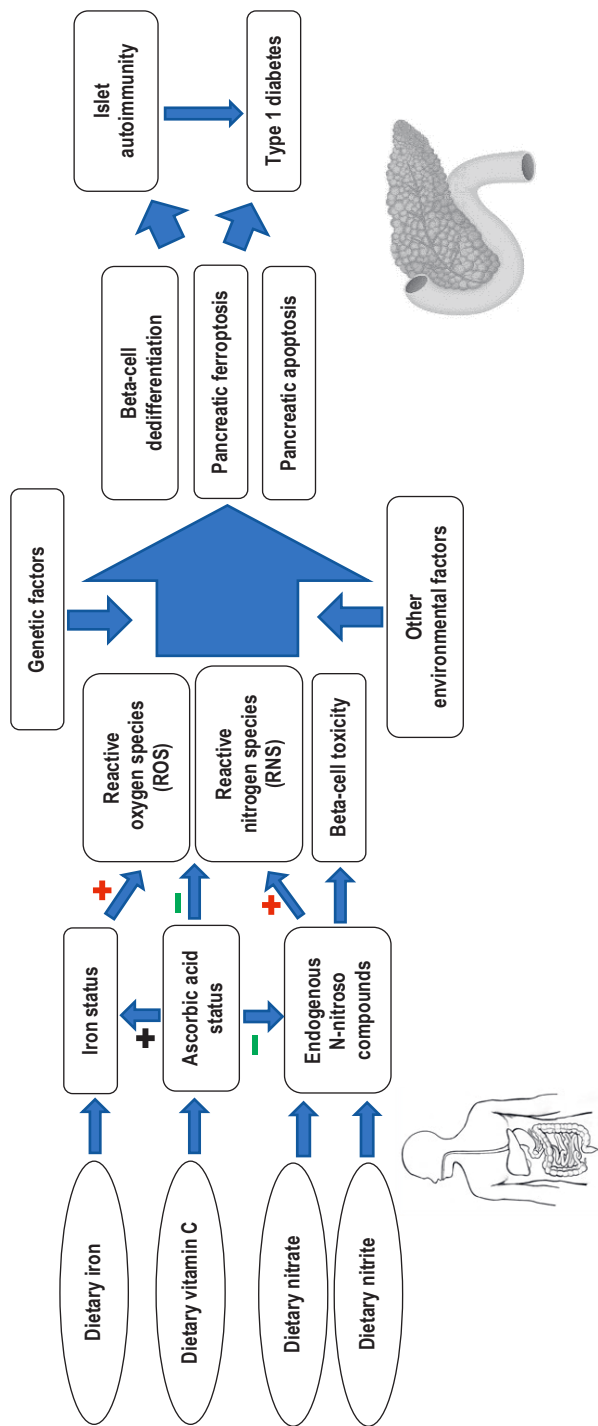 Dietary iron
Dietary vitamin C
Dietary nitrate
Dietary nitrite
Iron status
+
Ascorbic acid
status
−
Endogenous
N-nitroso
compounds
+
−
+
Reactive
oxygen species
(ROS)
Reactive
nitrogen species
(RNS)
Beta-cell toxicity
Genetic factors
Other
environmental factors
Beta-cell
dedifferentiation
Pancreatic ferroptosis
Pancreatic apoptosis
Islet
autoimmunity
Type 1 diabetes